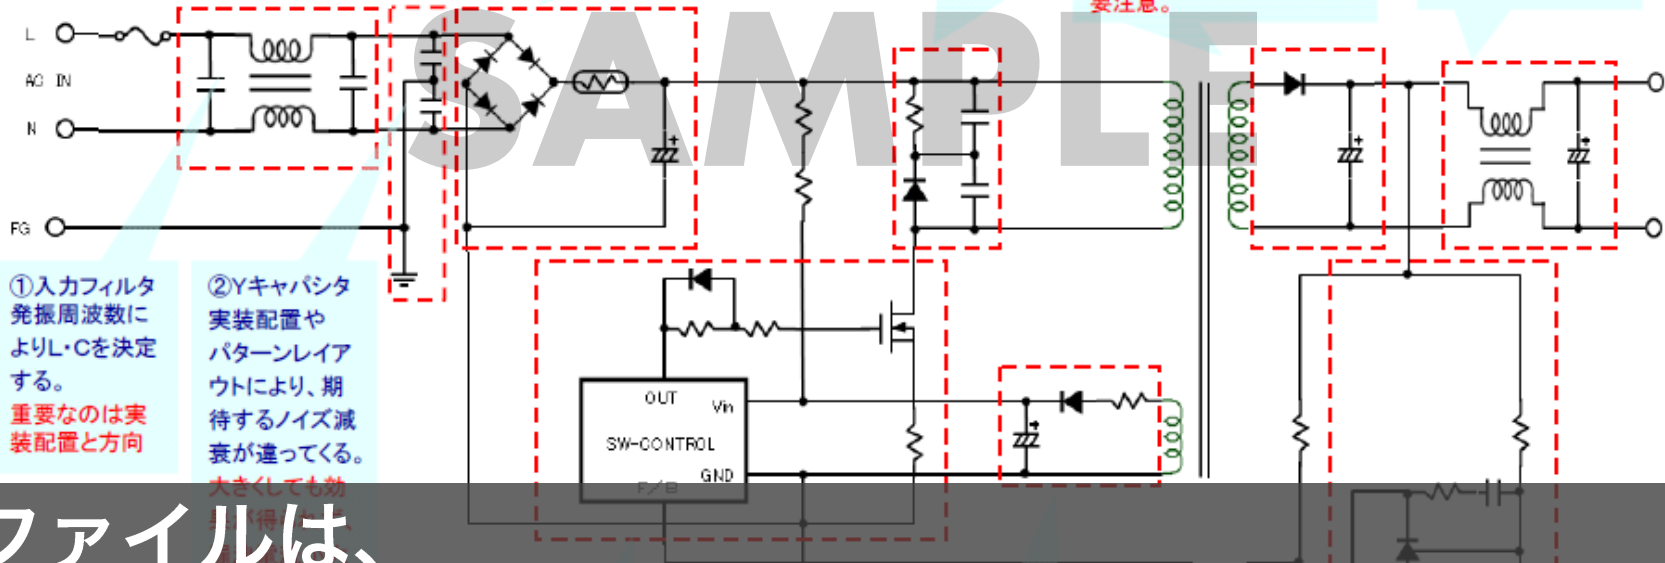 要注意。
SAMPLE
L
AC IN
N
FG
①入力フィルタ
発振周波数に
よりL・Cを決定
する。
重要なのは実
装配置と方向
②Yキャパシタ
実装配置や
パターンレイア
ウトにより、期
待するノイズ減
衰が違ってくる。
大きくしても効
OUT
Vin
SW-CONTROL
GND
F/B
ファイルは、